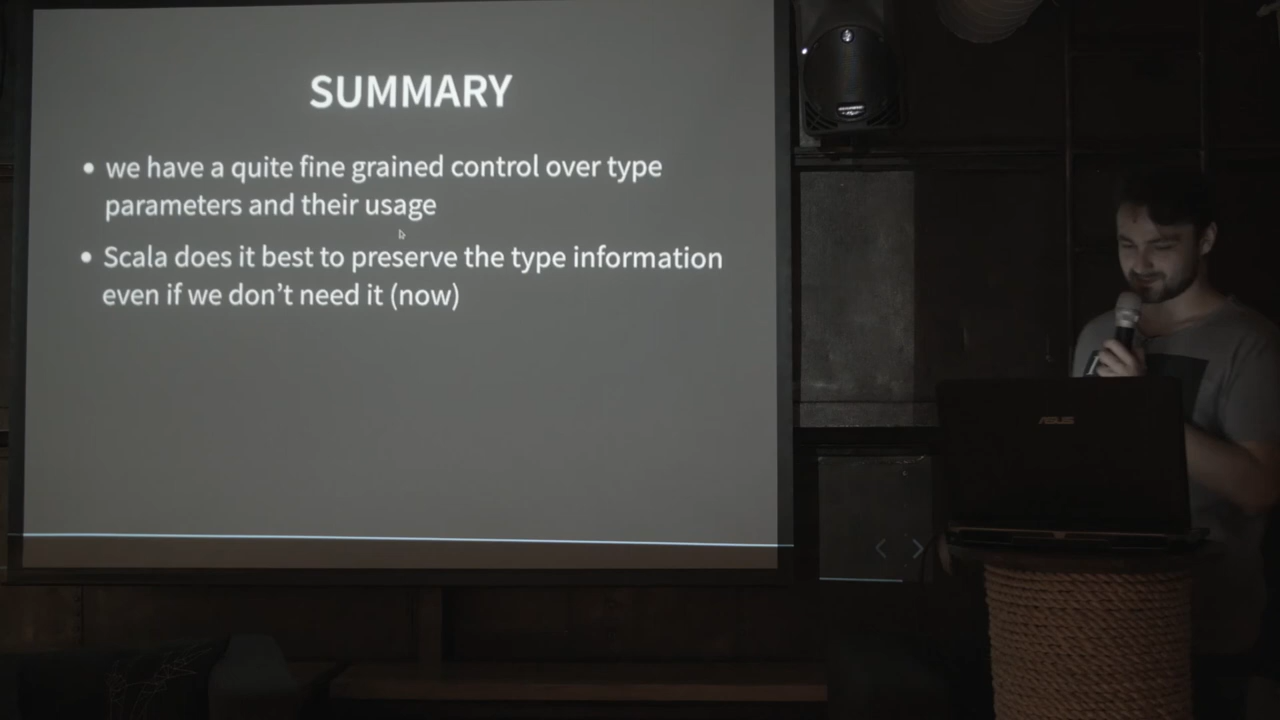 SUMMARY
• we have a quite fine grained control over type
parameters and their usage
• Scala does it best to preserve the type information
even if we don't need it (now)
ASUS